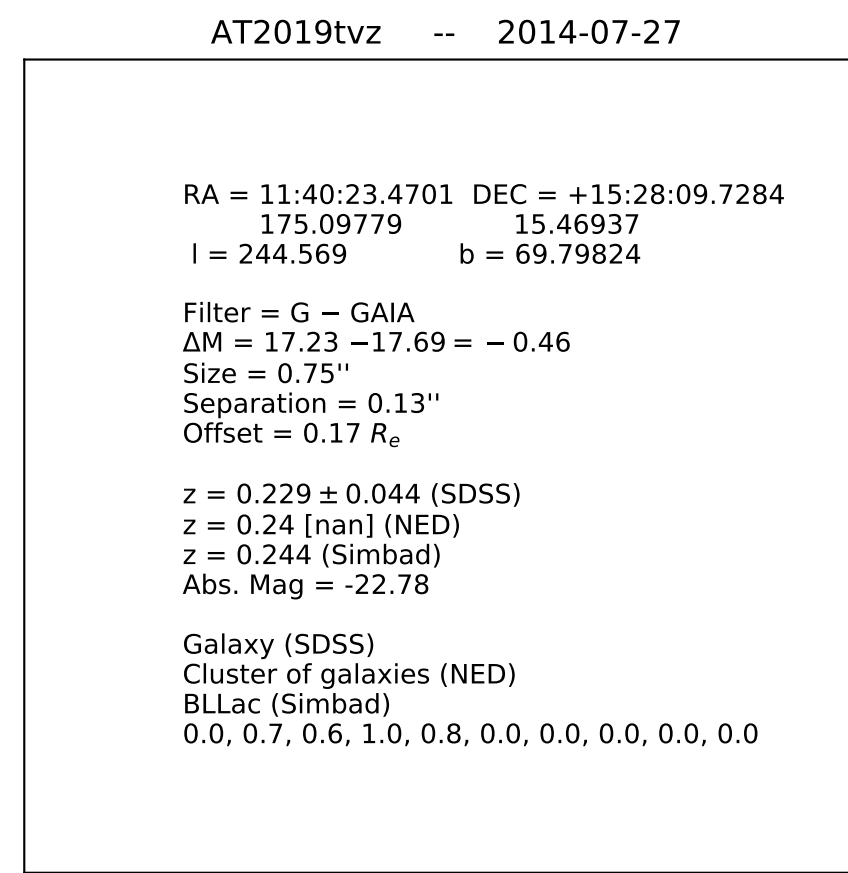 AT2019tvz -- 2014-07-27
RA = 11:40:23.4701 DEC = +15:28:09.7284
175.09779 15.46937
l = 244.569 b = 69.79824
Filter = G − GAIA
ΔM = 17.23 −17.69 = − 0.46
Size = 0.75''
Separation = 0.13''
Offset = 0.17 Rₑ
z = 0.229 ± 0.044 (SDSS)
z = 0.24 [nan] (NED)
z = 0.244 (Simbad)
Abs. Mag = -22.78
Galaxy (SDSS)
Cluster of galaxies (NED)
BLLac (Simbad)
0.0, 0.7, 0.6, 1.0, 0.8, 0.0, 0.0, 0.0, 0.0, 0.0